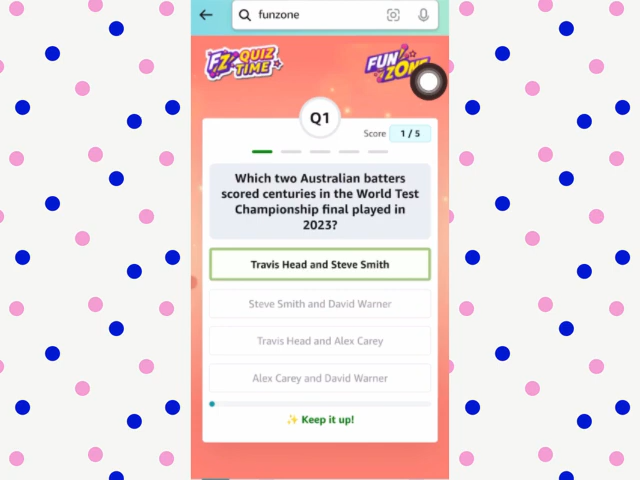 funzone
FZ QUIZ
TIME
FUN
ZONE
Q1
Score 1 / 5
Which two Australian batters
scored centuries in the World Test
Championship final played in
2023?
Travis Head and Steve Smith
Steve Smith and David Warner
Travis Head and Alex Carey
Alex Carey and David Warner
✨ Keep it up!